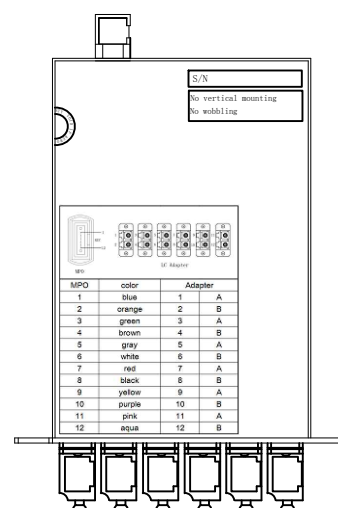 S/N
No vertical mounting
No wobbling
MPO
LC Adapter
MPO color Adapter
1 blue 1 A
2 orange 2 B
3 green 3 A
4 brown 4 B
5 gray 5 A
6 white 6 B
7 red 7 A
8 black 8 B
9 yellow 9 A
10 purple 10 B
11 pink 11 A
12 aqua 12 B